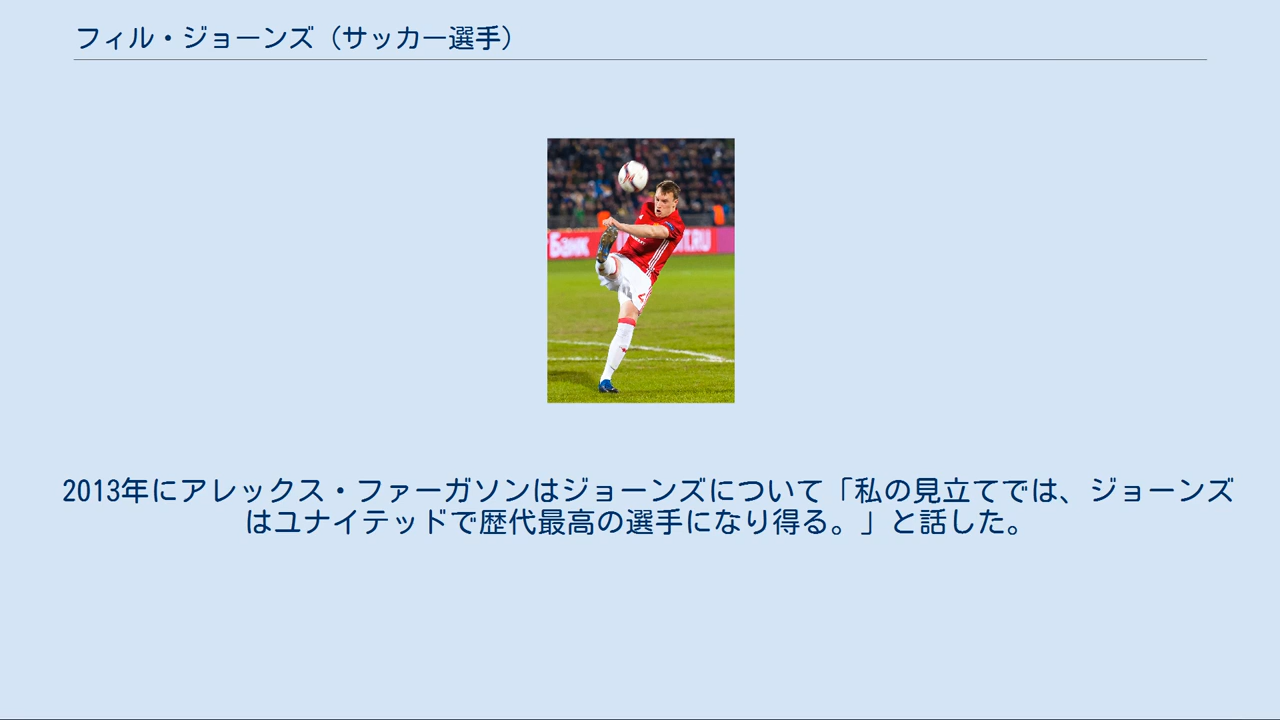 フィル・ジョーンズ（サッカー選手）
Банк
T.RU
2013年にアレックス・ファーガソンはジョーンズについて「私の見立てでは、ジョーンズ
はユナイテッドで歴代最高の選手になり得る。」と話した。